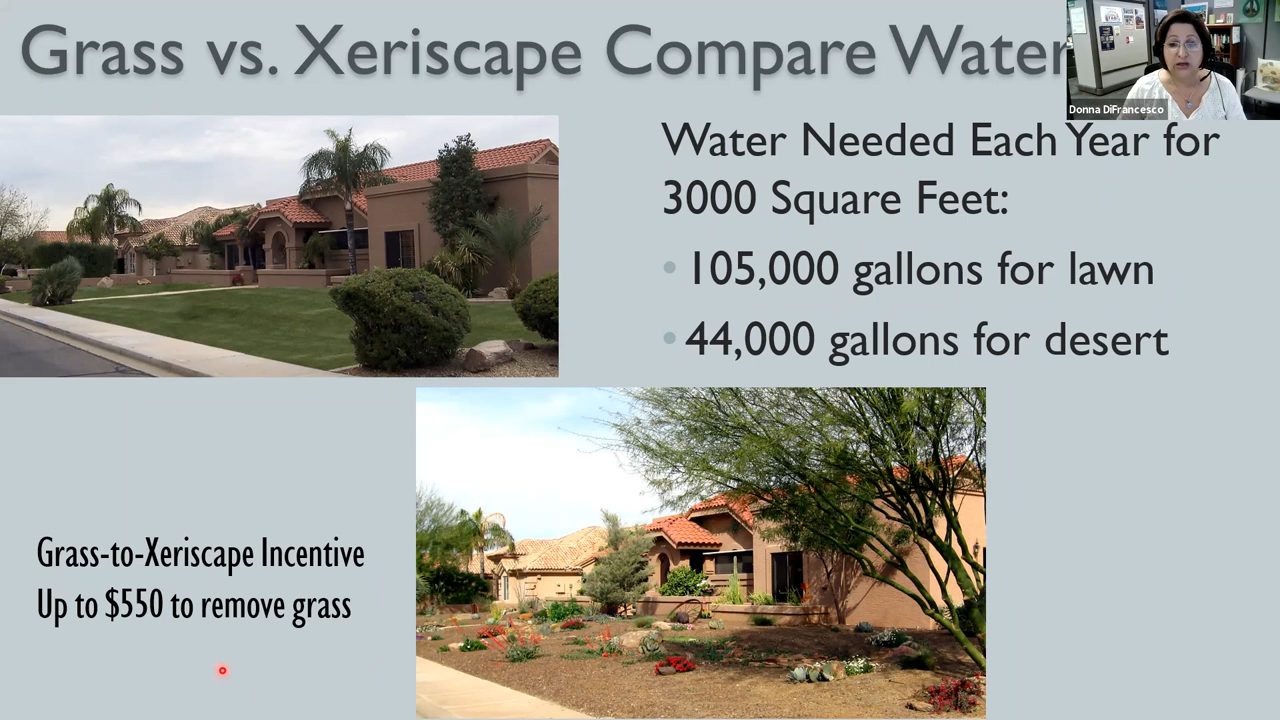 Grass vs. Xeriscape Compare Water
Donna DiFrancesco
Water Needed Each Year for
3000 Square Feet:
105,000 gallons for lawn
44,000 gallons for desert
Grass-to-Xeriscape Incentive
Up to $550 to remove grass